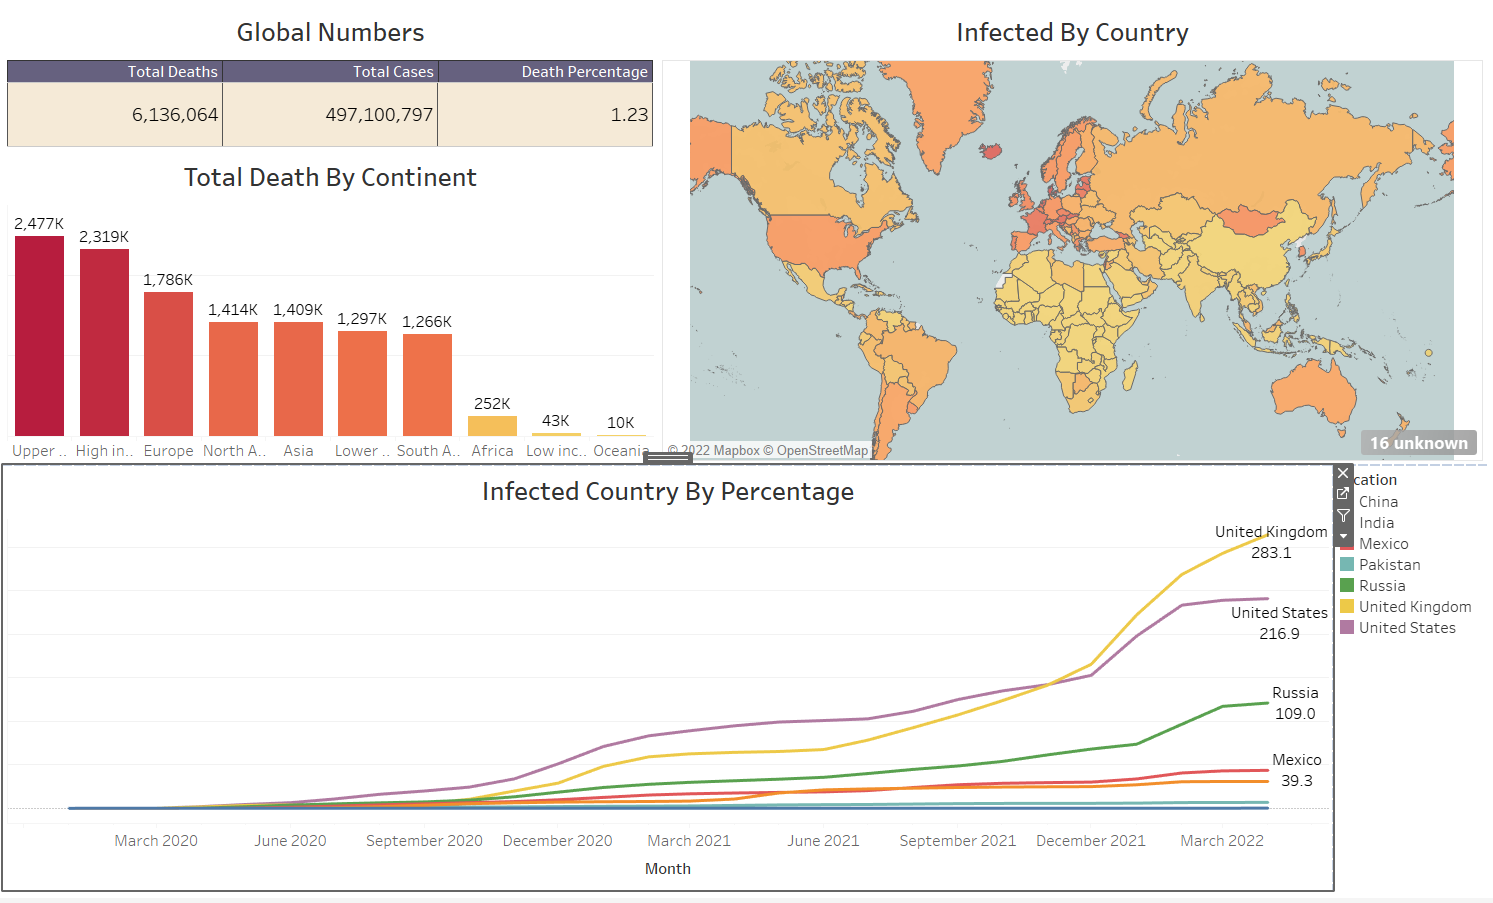 Global Numbers
Total Deaths Total Cases Death Percentage
6,136,064 497,100,797 1.23
Total Death By Continent
2,477K
2,319K
1,786K
1,414K
1,409K
1,297K
1,266K
252K
43K
10K
Upper .. High in.. Europe North A.. Asia Lower .. South A.. Africa Low inc.. Oceania
Infected By Country
© 2022 Mapbox © OpenStreetMap
16 unknown
Infected Country By Percentage
United Kingdom
283.1
United States
216.9
Russia
109.0
Mexico
39.3
March 2020 June 2020 September 2020 December 2020 March 2021 June 2021 September 2021 December 2021 March 2022
Month
cation
China
India
Mexico
Pakistan
Russia
United Kingdom
United States